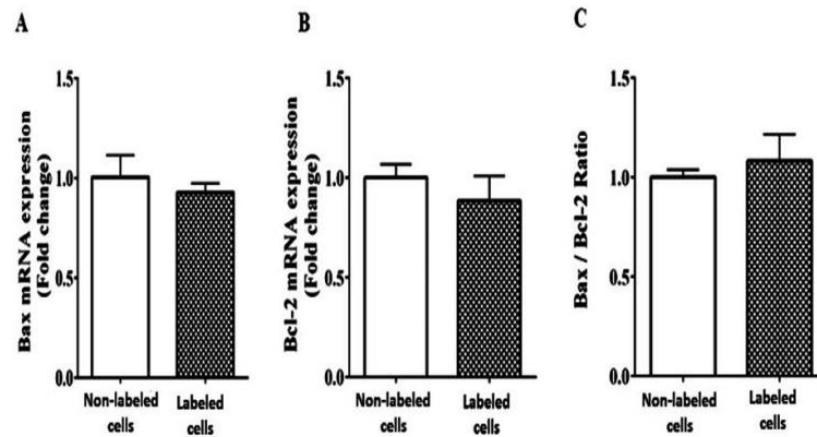 A
Bax mRNA expression
(Fold change)
1.5
1.0
0.5
0.0
Non-labeled
cells
Labeled
cells
B
Bcl-2 mRNA expression
(Fold change)
1.5
1.0
0.5
0.0
Non-labeled
cells
Labeled
cells
C
Bax / Bcl-2 Ratio
1.5
1.0
0.5
0.0
Non-labeled
cells
Labeled
cells